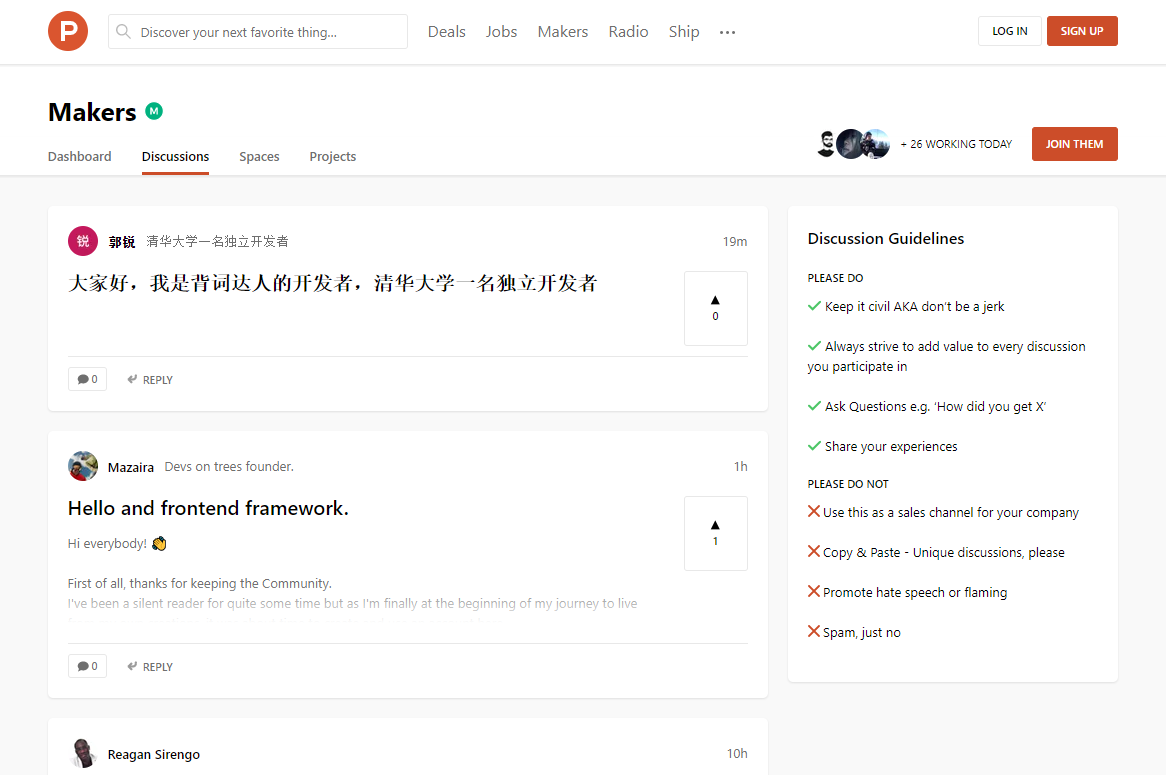 P
Discover your next favorite thing...
Deals
Jobs
Makers
Radio
Ship
LOG IN
SIGN UP
Makers M
Dashboard
Discussions
Spaces
Projects
+ 26 WORKING TODAY
JOIN THEM
锐 郭锐 清华大学一名独立开发者
19m
大家好，我是背词达人的开发者，清华大学一名独立开发者
0
0
REPLY
Mazaira Devs on trees founder.
1h
Hello and frontend framework.
1
Hi everybody! 👏
First of all, thanks for keeping the Community.
I've been a silent reader for quite some time but as I'm finally at the beginning of my journey to live
0
REPLY
Reagan Sirengo
10h
Discussion Guidelines
PLEASE DO
Keep it civil AKA don't be a jerk
Always strive to add value to every discussion
you participate in
Ask Questions e.g. ‘How did you get X’
Share your experiences
PLEASE DO NOT
Use this as a sales channel for your company
Copy & Paste - Unique discussions, please
Promote hate speech or flaming
Spam, just no